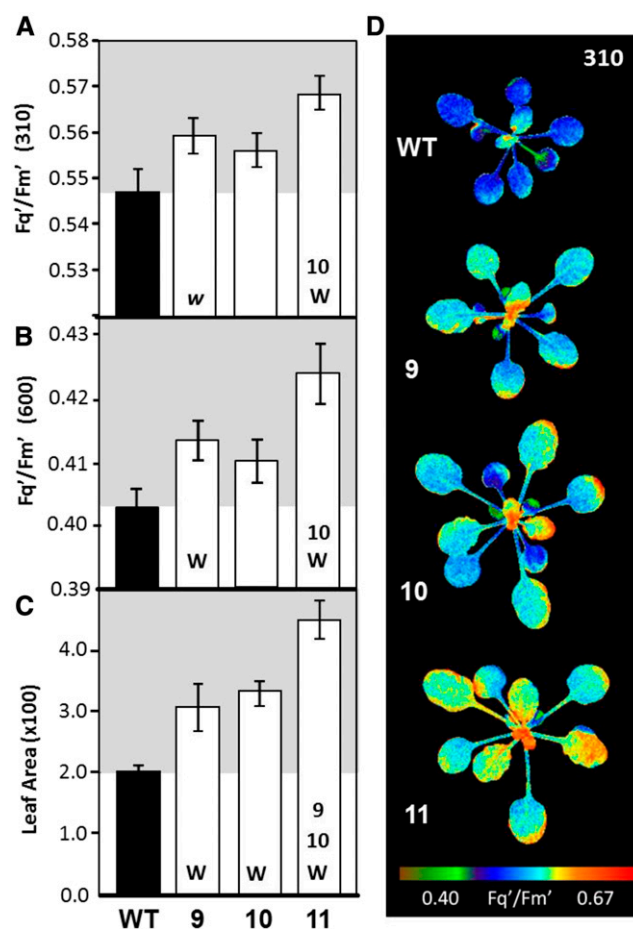 A
0.58
0.57
0.56
0.55
0.54
0.53
Fq'/Fm' (310)
w
10
W
B
0.43
0.42
0.41
0.40
0.39
Fq'/Fm' (600)
W
10
W
C
4.0
3.0
2.0
1.0
0.0
Leaf Area (x100)
W
W
9
10
W
WT 9 10 11
D
310
WT
9
10
11
0.40 Fq'/Fm' 0.67